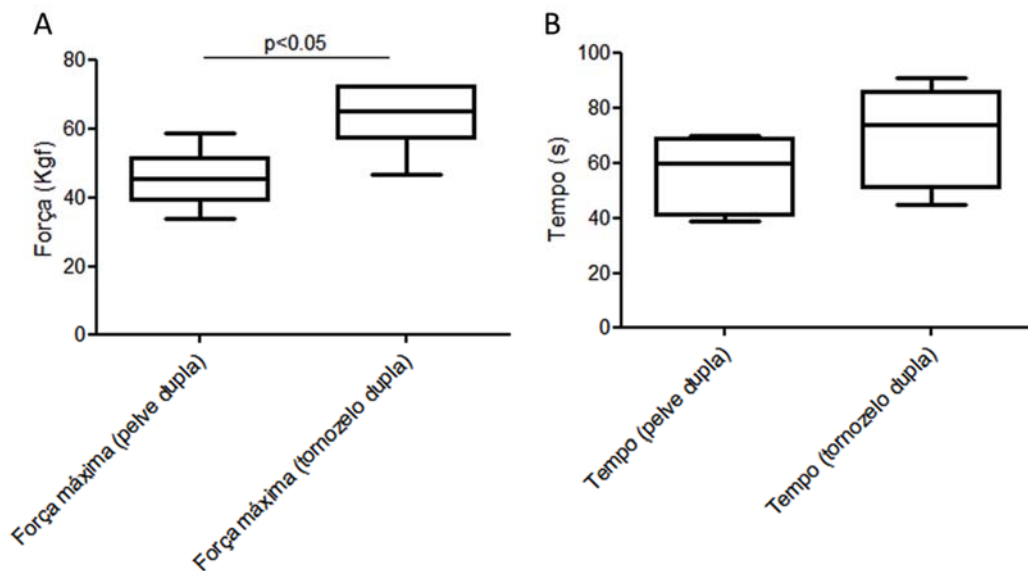 A
p<0.05
80
60
40
20
0
Força (Kgf)
Força máxima (pelve dupla)
Força máxima (tornozelo dupla)
B
100
80
60
40
20
0
Tempo (s)
Tempo (pelve dupla)
Tempo (tornozelo dupla)